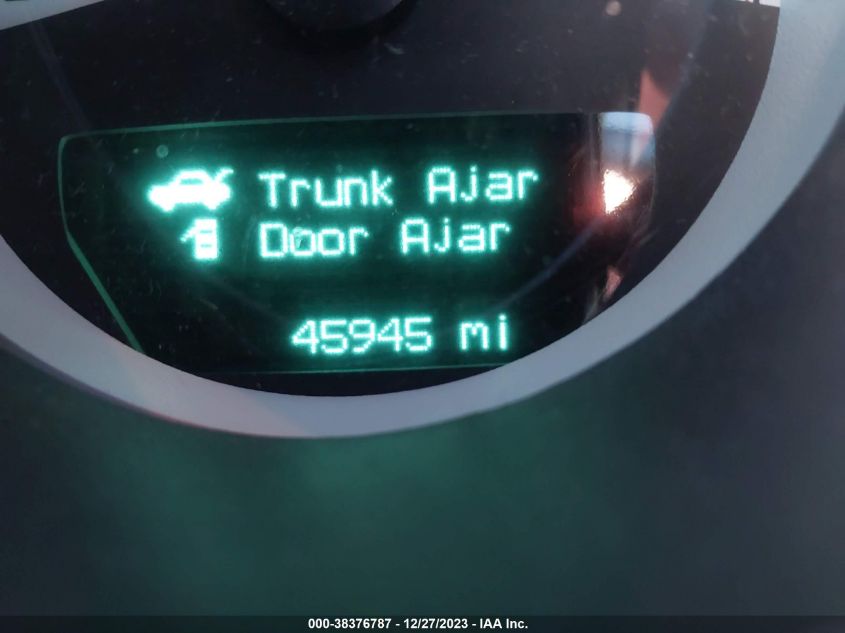 Trunk Ajar
Door Ajar
45945 mi
000-38376787 - 12/27/2023 - IAA Inc.